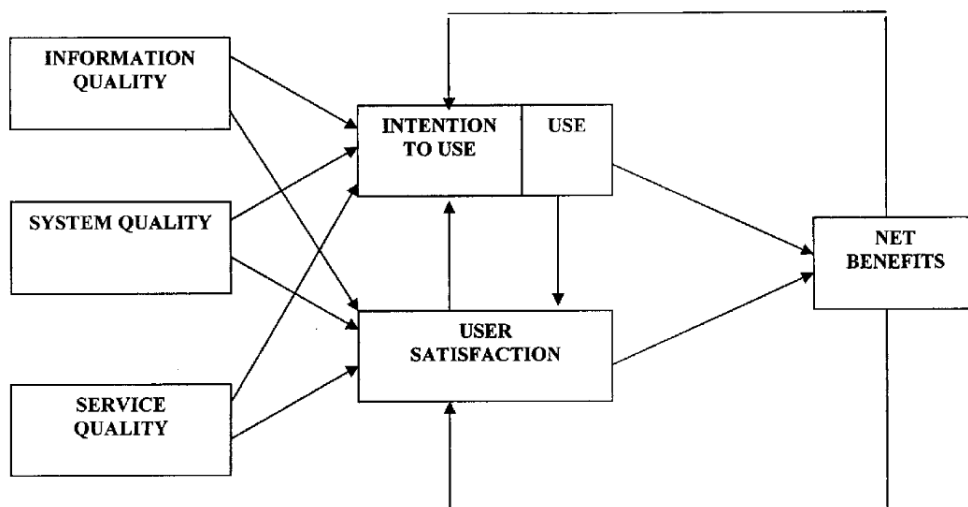 INFORMATION
QUALITY
INTENTION
TO USE
USE
SYSTEM QUALITY
NET
BENEFITS
USER
SATISFACTION
SERVICE
QUALITY